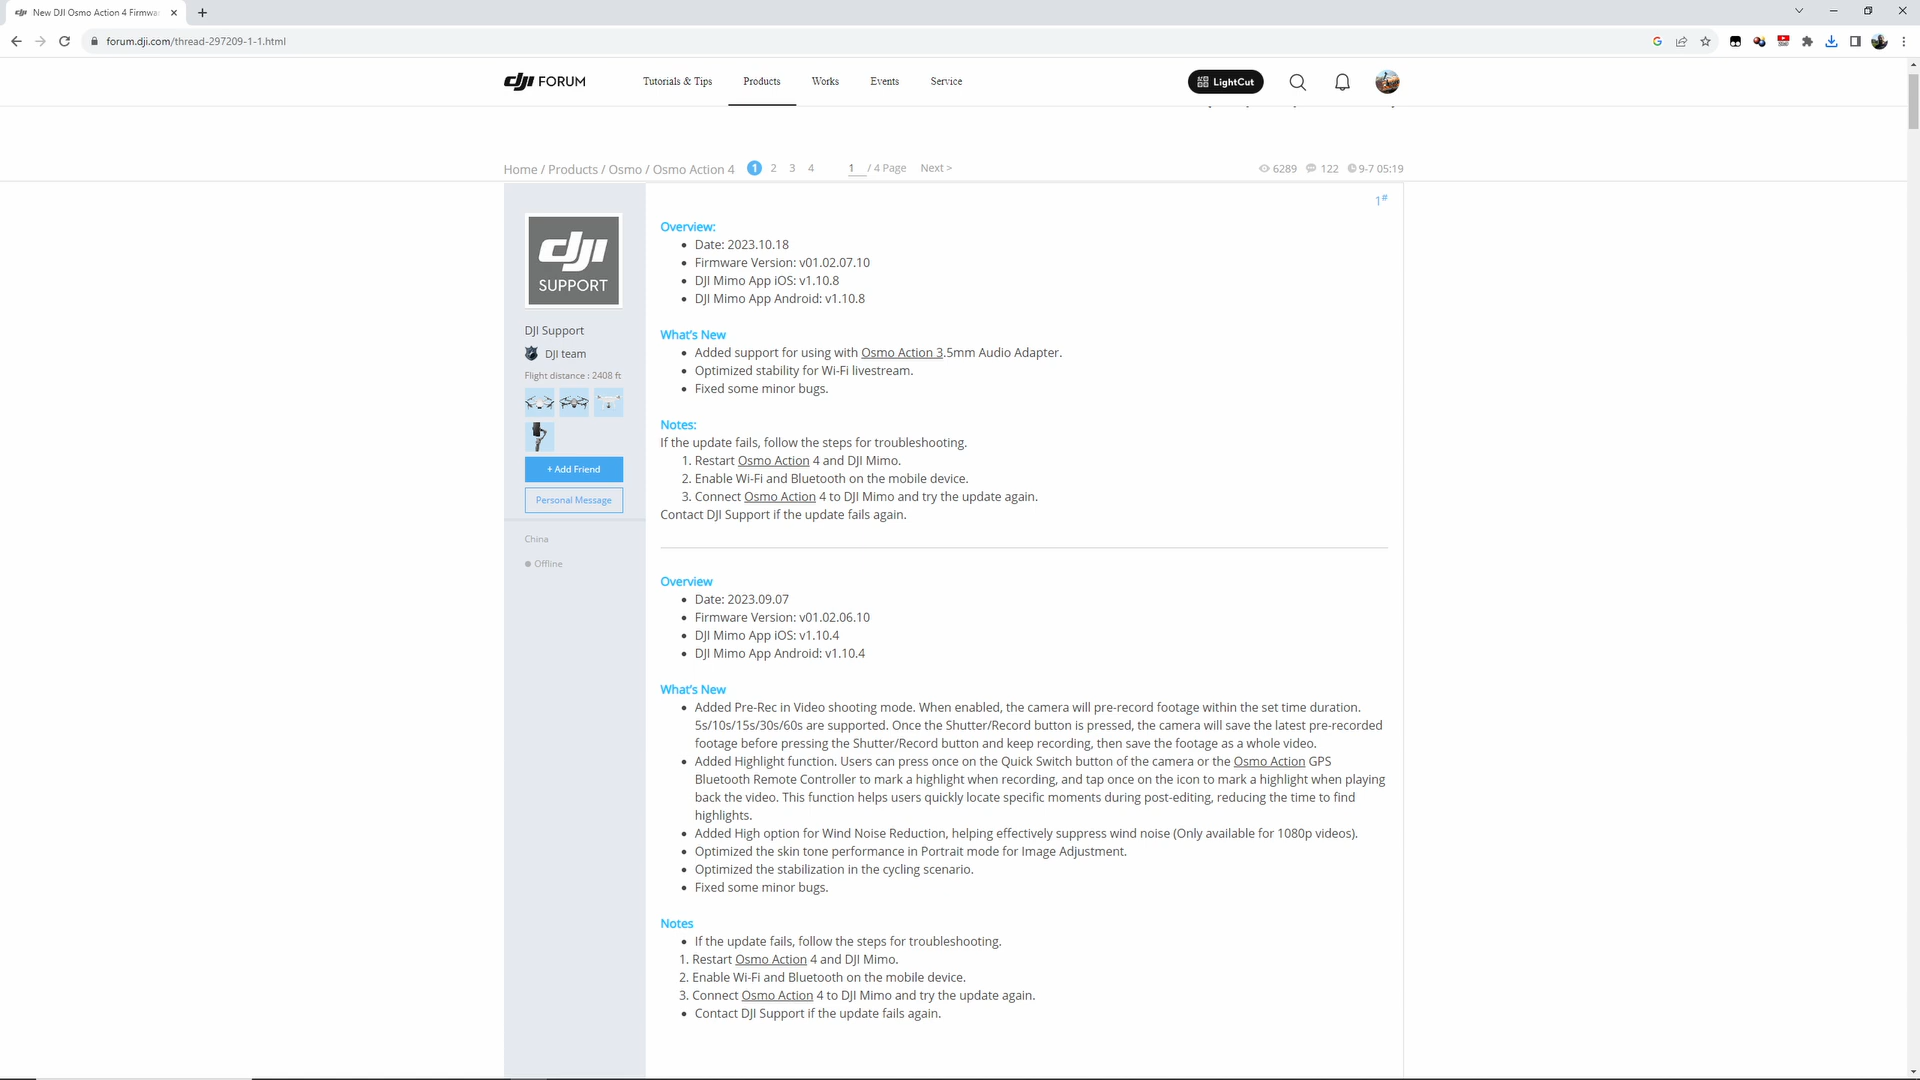 New DJI Osmo Action 4 Firmwa
forum.dji.com/thread-297209-1-1.html
dji FORUM
Tutorials & Tips
Products
Works
Events
Service
LightCut
Home / Products / Osmo / Osmo Action 4
1 2 3 4
1 / 4 Page
Next >
6289
122
9-7 05:19
dji
SUPPORT
DJI Support
DJI team
Flight distance : 2408 ft
+ Add Friend
Personal Message
China
Offline
1#
Overview:
• Date: 2023.10.18
• Firmware Version: v01.02.07.10
• DJI Mimo App iOS: v1.10.8
• DJI Mimo App Android: v1.10.8
What's New
• Added support for using with Osmo Action 3.5mm Audio Adapter.
• Optimized stability for Wi-Fi livestream.
• Fixed some minor bugs.
Notes:
If the update fails, follow the steps for troubleshooting.
1. Restart Osmo Action 4 and DJI Mimo.
2. Enable Wi-Fi and Bluetooth on the mobile device.
3. Connect Osmo Action 4 to DJI Mimo and try the update again.
Contact DJI Support if the update fails again.
Overview
• Date: 2023.09.07
• Firmware Version: v01.02.06.10
• DJI Mimo App iOS: v1.10.4
• DJI Mimo App Android: v1.10.4
What's New
• Added Pre-Rec in Video shooting mode. When enabled, the camera will pre-record footage within the set time duration.
5s/10s/15s/30s/60s are supported. Once the Shutter/Record button is pressed, the camera will save the latest pre-recorded
footage before pressing the Shutter/Record button and keep recording, then save the footage as a whole video.
• Added Highlight function. Users can press once on the Quick Switch button of the camera or the Osmo Action GPS
Bluetooth Remote Controller to mark a highlight when recording, and tap once on the icon to mark a highlight when playing
back the video. This function helps users quickly locate specific moments during post-editing, reducing the time to find
highlights.
• Added High option for Wind Noise Reduction, helping effectively suppress wind noise (Only available for 1080p videos).
• Optimized the skin tone performance in Portrait mode for Image Adjustment.
• Optimized the stabilization in the cycling scenario.
• Fixed some minor bugs.
Notes
• If the update fails, follow the steps for troubleshooting.
1. Restart Osmo Action 4 and DJI Mimo.
2. Enable Wi-Fi and Bluetooth on the mobile device.
3. Connect Osmo Action 4 to DJI Mimo and try the update again.
• Contact DJI Support if the update fails again.